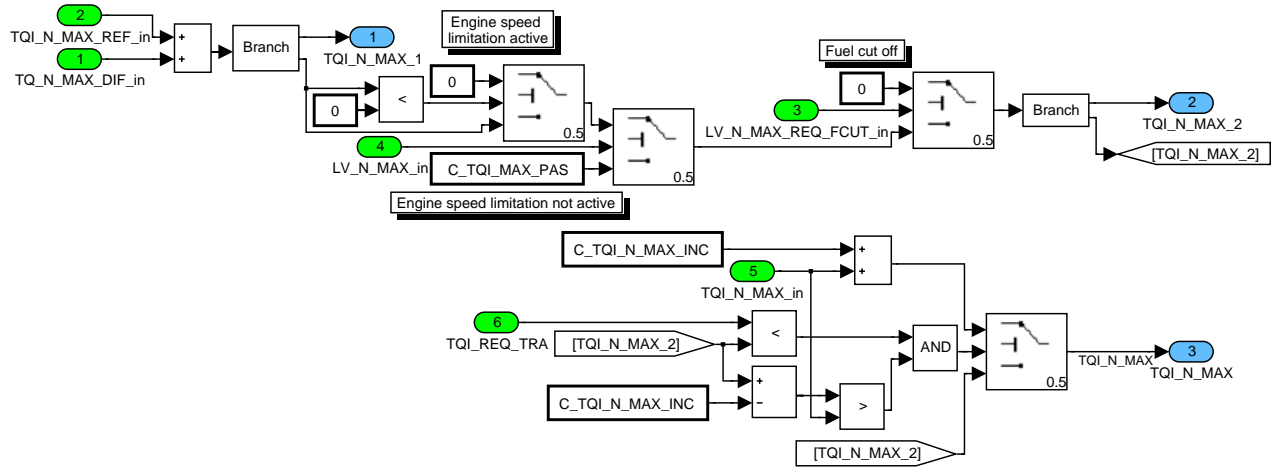 2
TQI_N_MAX_REF_in
1
TQ_N_MAX_DIF_in
+
+
Branch
1
TQI_N_MAX_1
Engine speed
limitation active
0
0
<
0.5
4
LV_N_MAX_in
C_TQI_MAX_PAS
0.5
Engine speed limitation not active
Fuel cut off
0
3
LV_N_MAX_REQ_FCUT_in
0.5
Branch
2
TQI_N_MAX_2
[TQI_N_MAX_2]
C_TQI_N_MAX_INC
+
+
5
TQI_N_MAX_in
6
TQI_REQ_TRA
[TQI_N_MAX_2]
<
AND
C_TQI_N_MAX_INC
+
−
>
0.5
TQI_N_MAX
3
TQI_N_MAX
[TQI_N_MAX_2]